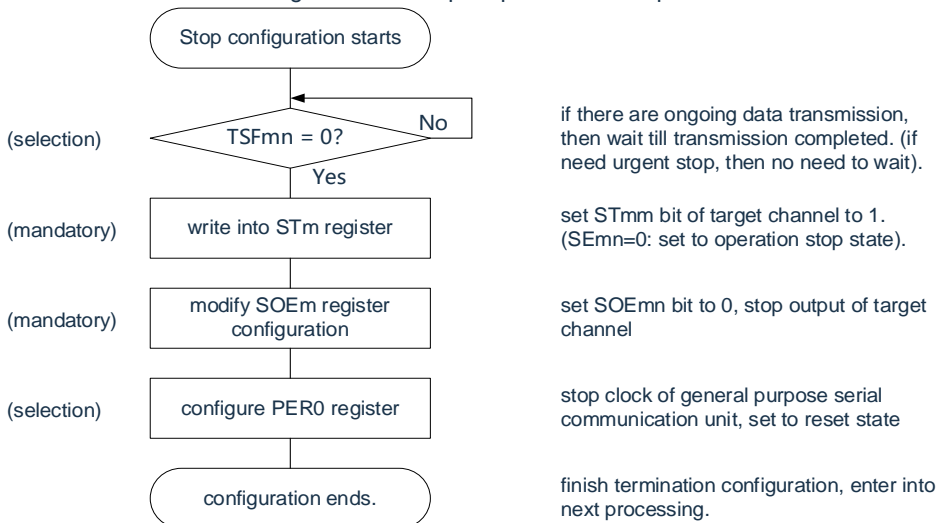 Stop configuration starts
(selection)
TSFmn = 0?
No
Yes
if there are ongoing data transmission,
then wait till transmission completed. (if
need urgent stop, then no need to wait).
(mandatory)
write into STm register
set STmm bit of target channel to 1.
(SEmn=0: set to operation stop state).
(mandatory)
modify SOEm register
configuration
set SOEmn bit to 0, stop output of target
channel
(selection)
configure PER0 register
stop clock of general purpose serial
communication unit, set to reset state
configuration ends.
finish termination configuration, enter into
next processing.